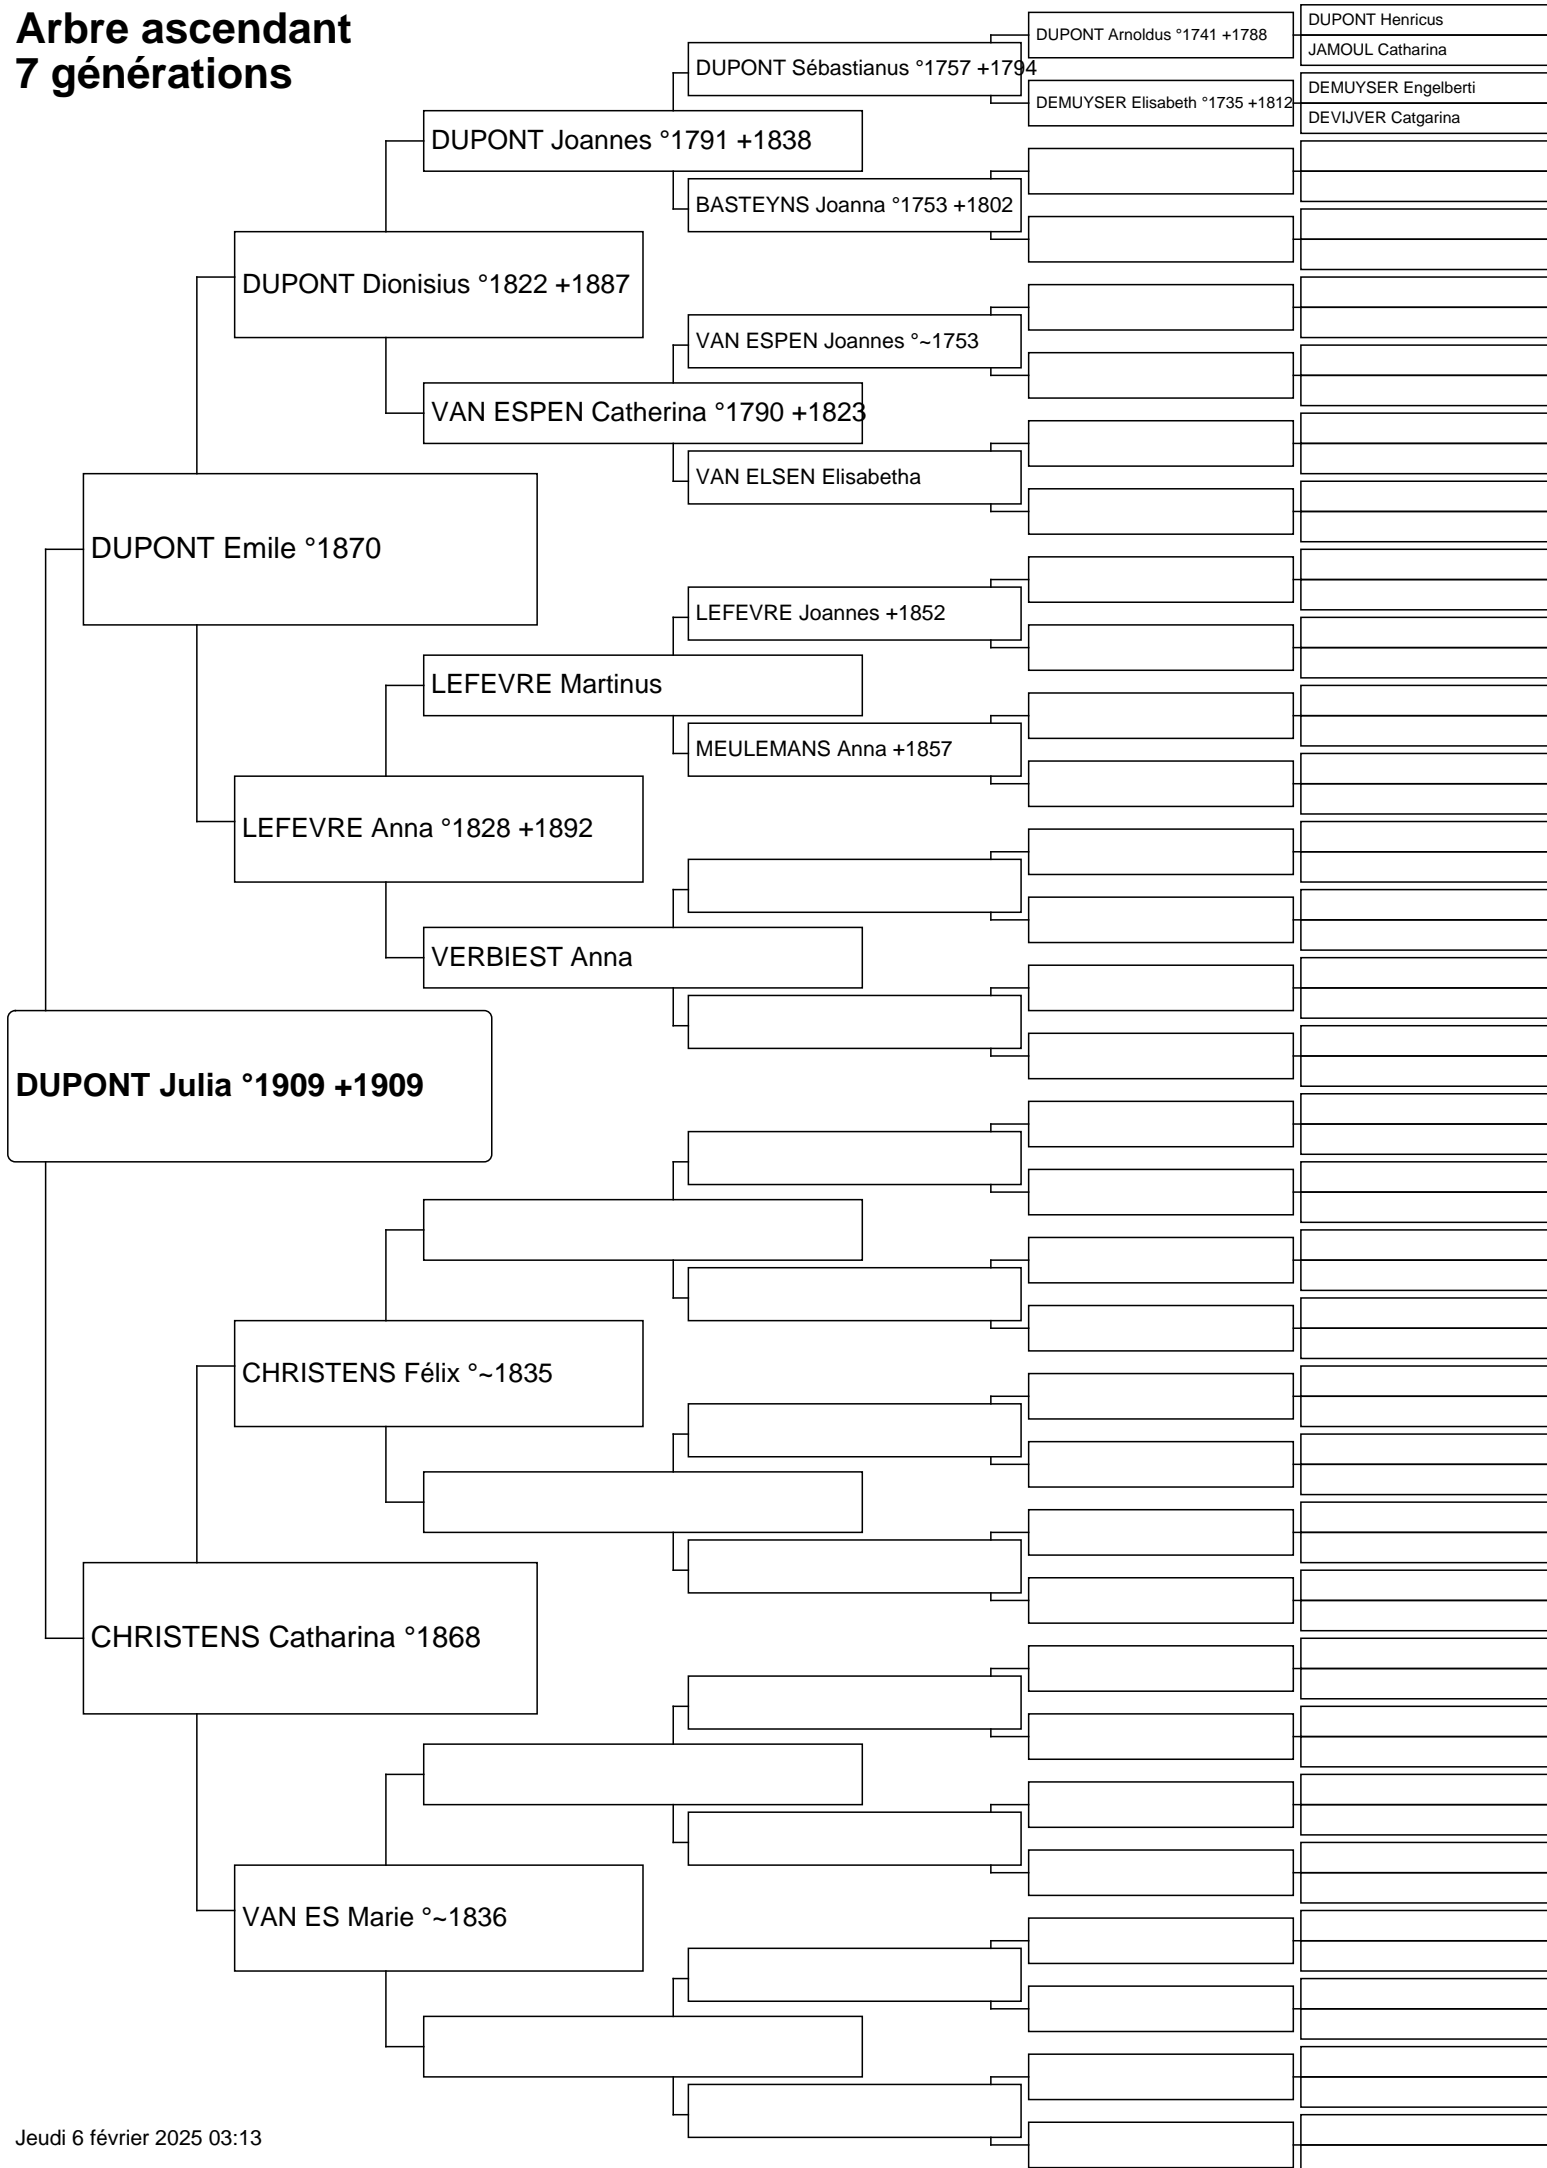 Arbre ascendant
7 générations
DUPONT Henricus
DUPONT Arnoldus °1741 +1788
JAMOUL Catharina
DUPONT Sébastianus °1757 +1794
DEMUYSER Engelberti
DEMUYSER Elisabeth °1735 +1812
DEVIJVER Catgarina
DUPONT Joannes °1791 +1838
BASTEYNS Joanna °1753 +1802
DUPONT Dionisius °1822 +1887
VAN ESPEN Joannes °~1753
VAN ESPEN Catherina °1790 +1823
VAN ELSEN Elisabetha
DUPONT Emile °1870
LEFEVRE Joannes +1852
LEFEVRE Martinus
MEULEMANS Anna +1857
LEFEVRE Anna °1828 +1892
VERBIEST Anna
DUPONT Julia °1909 +1909
CHRISTENS Félix °~1835
CHRISTENS Catharina °1868
VAN ES Marie °~1836
Jeudi 6 février 2025 03:13